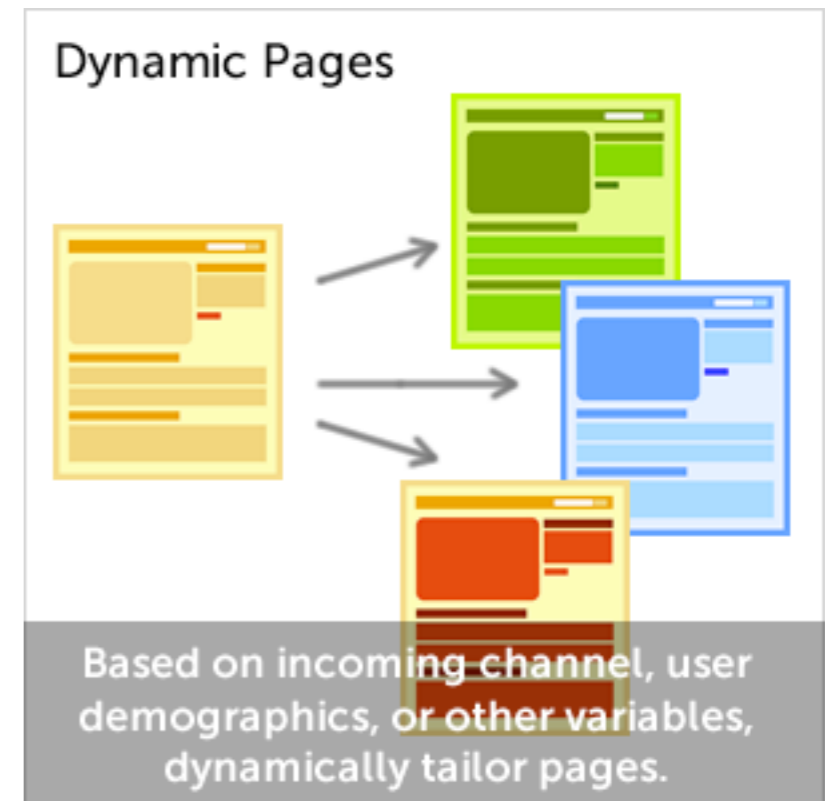 Dynamic Pages
Based on incoming channel, user
demographics, or other variables,
dynamically tailor pages.